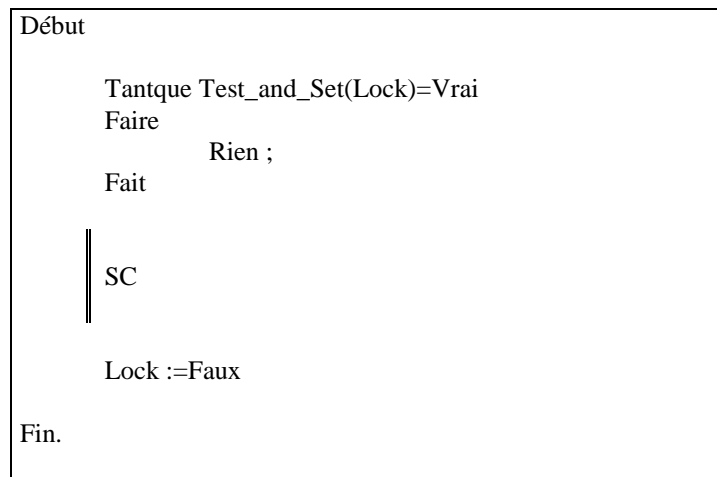 Début
Tantque Test_and_Set(Lock)=Vrai
Faire
Rien ;
Fait
SC
Lock :=Faux
Fin.